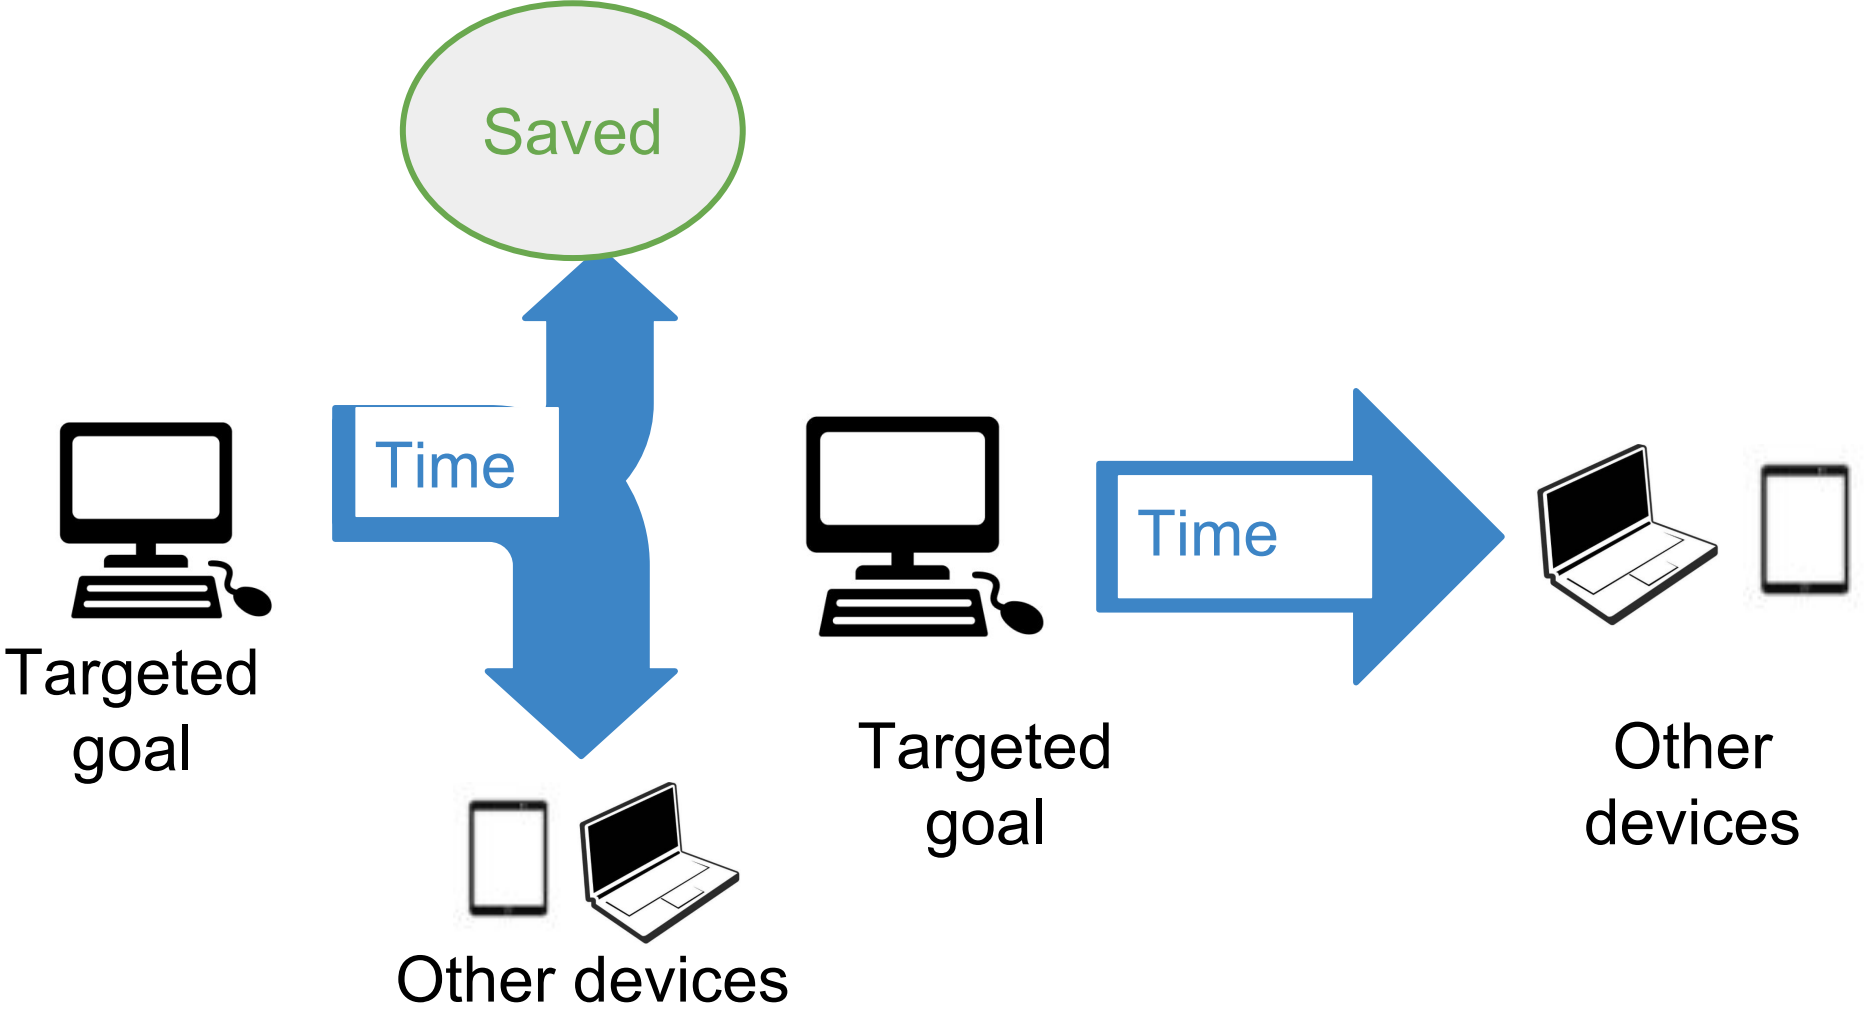 Saved
Time
Targeted
goal
Other devices
Time
Targeted
goal
Other
devices